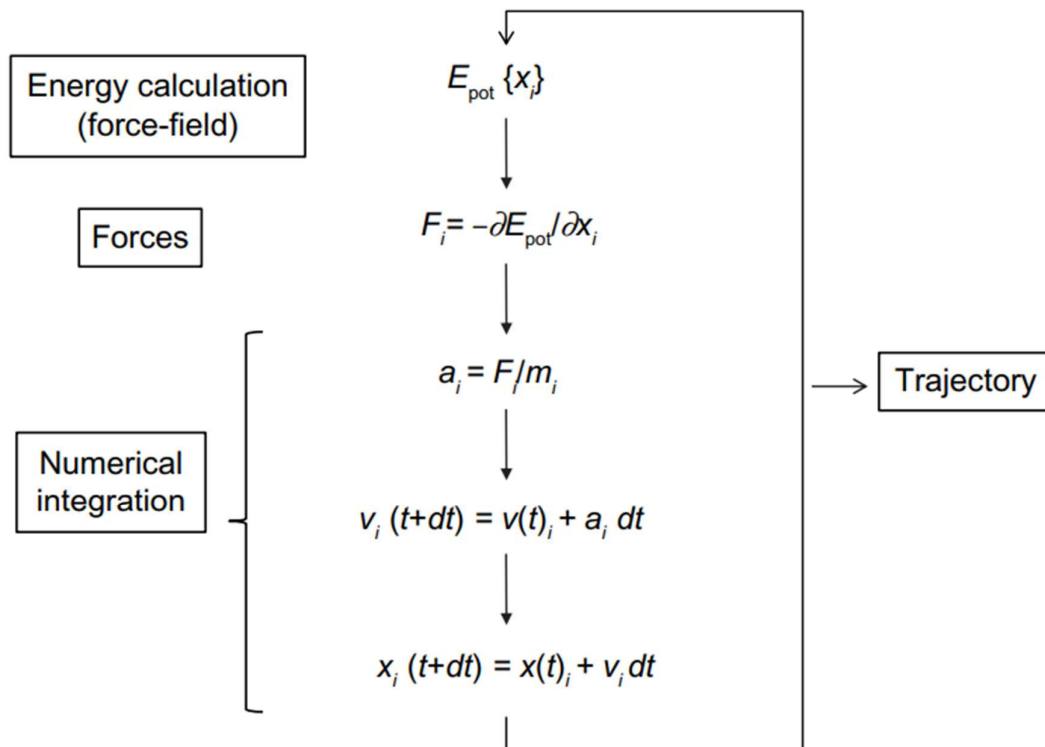 Energy calculation
(force-field)
E_pot {x_i}
Forces
F_i = −∂E_pot/∂x_i
a_i = F_i/m_i
Trajectory
Numerical
integration
v_i (t+dt) = v(t)_i + a_i dt
x_i (t+dt) = x(t)_i + v_i dt